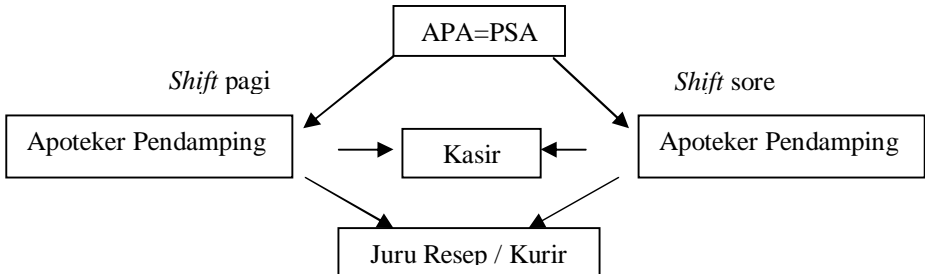 APA=PSA
Shift pagi
Shift sore
Apoteker Pendamping
Kasir
Apoteker Pendamping
Juru Resep / Kurir